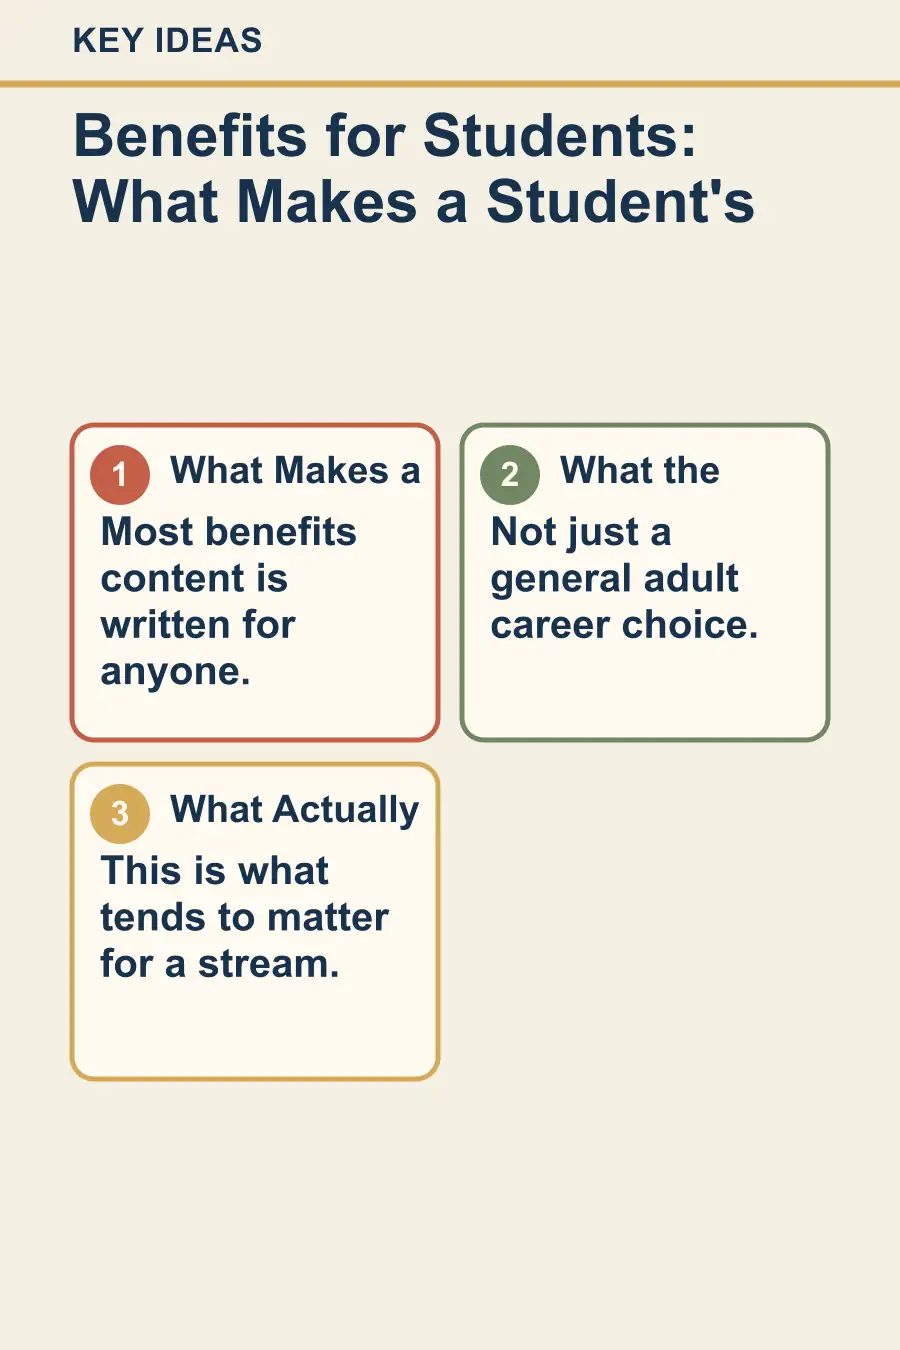 KEY IDEAS
Benefits for Students:
What Makes a Student's
1 What Makes a
Most benefits
content is
written for
anyone.
2 What the
Not just a
general adult
career choice.
3 What Actually
This is what
tends to matter
for a stream.